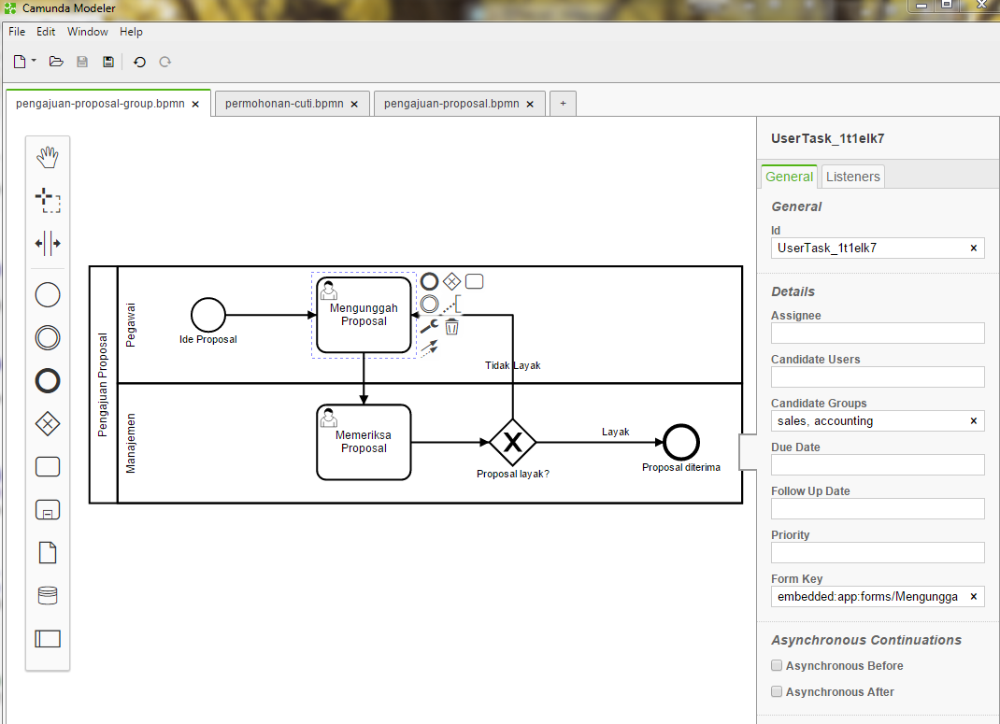 Camunda Modeler
File Edit Window Help
pengajuan-proposal-group.bpmn × permohonan-cuti.bpmn × pengajuan-proposal.bpmn × +
Pengajuan Proposal
Pegawai
Ide Proposal
Mengunggah
Proposal
Tidak Layak
Manajemen
Memeriksa
Proposal
Proposal layak?
Layak
Proposal diterima
UserTask_1t1elk7
General Listeners
General
Id
UserTask_1t1elk7 ×
Details
Assignee
Candidate Users
Candidate Groups
sales, accounting ×
Due Date
Follow Up Date
Priority
Form Key
embedded:app:forms/Mengungga ×
Asynchronous Continuations
Asynchronous Before
Asynchronous After